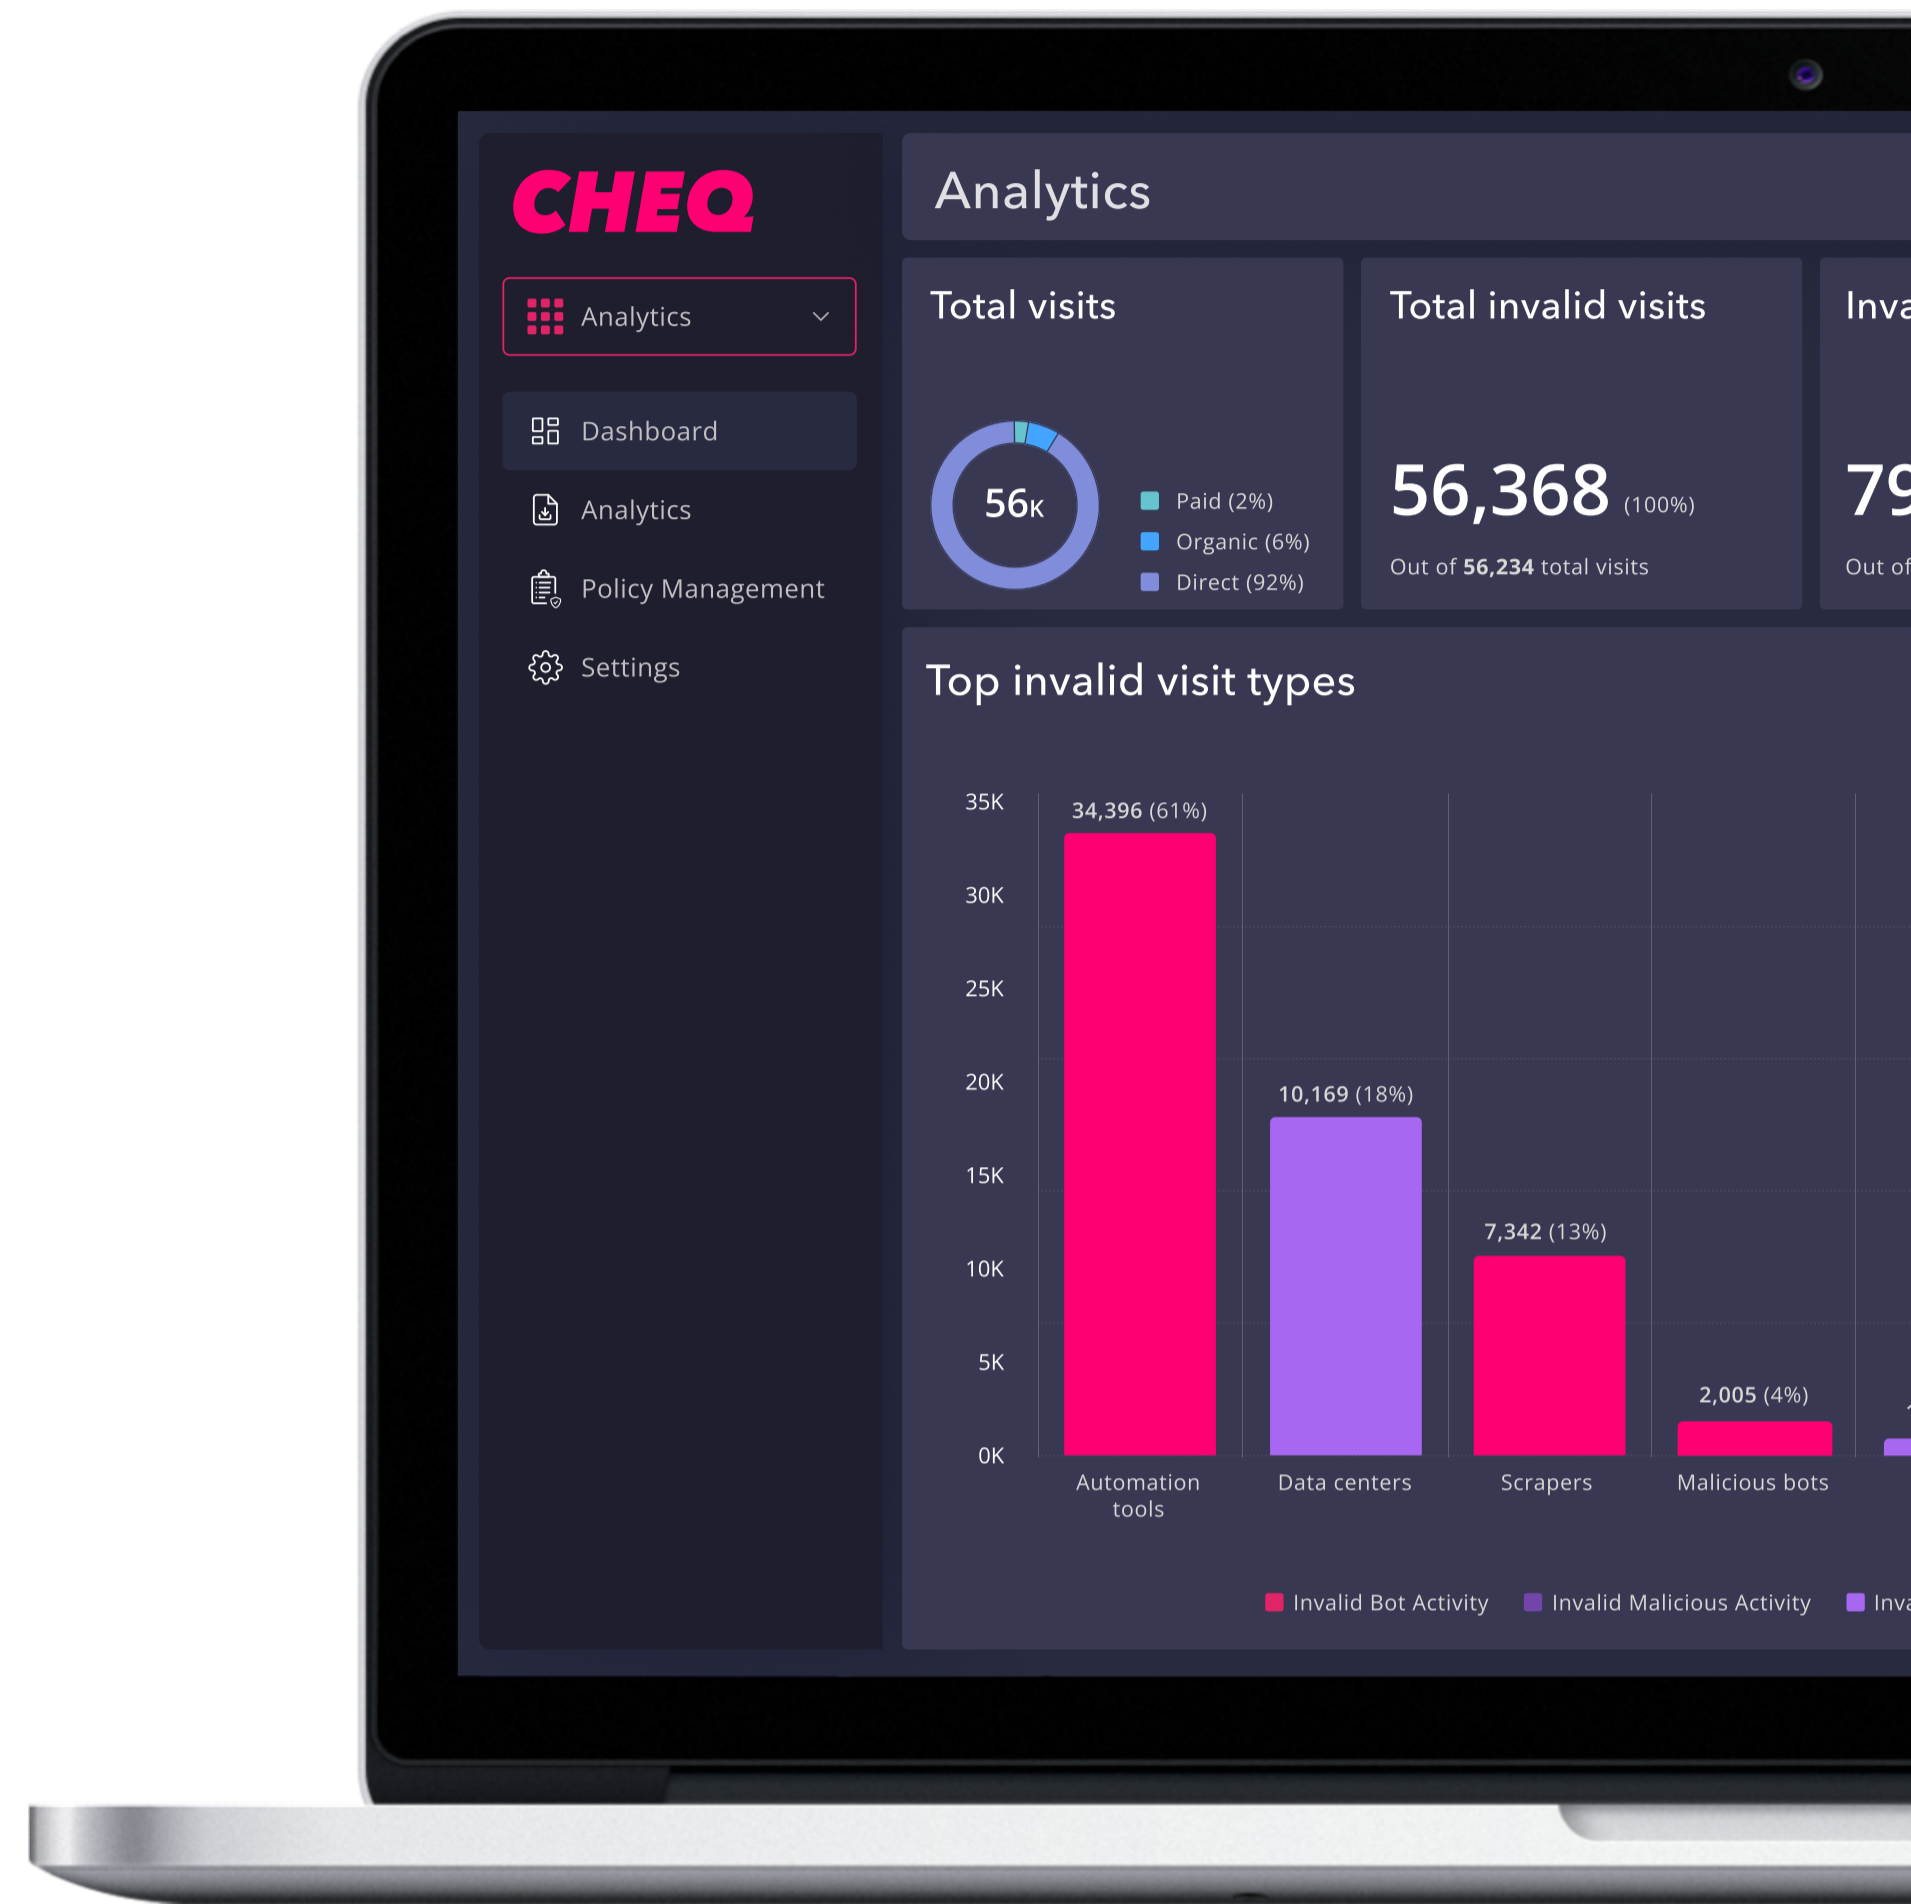 CHEQ
Analytics
Dashboard
Analytics
Policy Management
Settings
Analytics
Total visits
56K
Paid (2%)
Organic (6%)
Direct (92%)
Total invalid visits
56,368 (100%)
Out of 56,234 total visits
79
Out of
Top invalid visit types
35K
30K
25K
20K
15K
10K
5K
0K
34,396 (61%)
10,169 (18%)
7,342 (13%)
2,005 (4%)
Automation
tools
Data centers
Scrapers
Malicious bots
Invalid Bot Activity
Invalid Malicious Activity